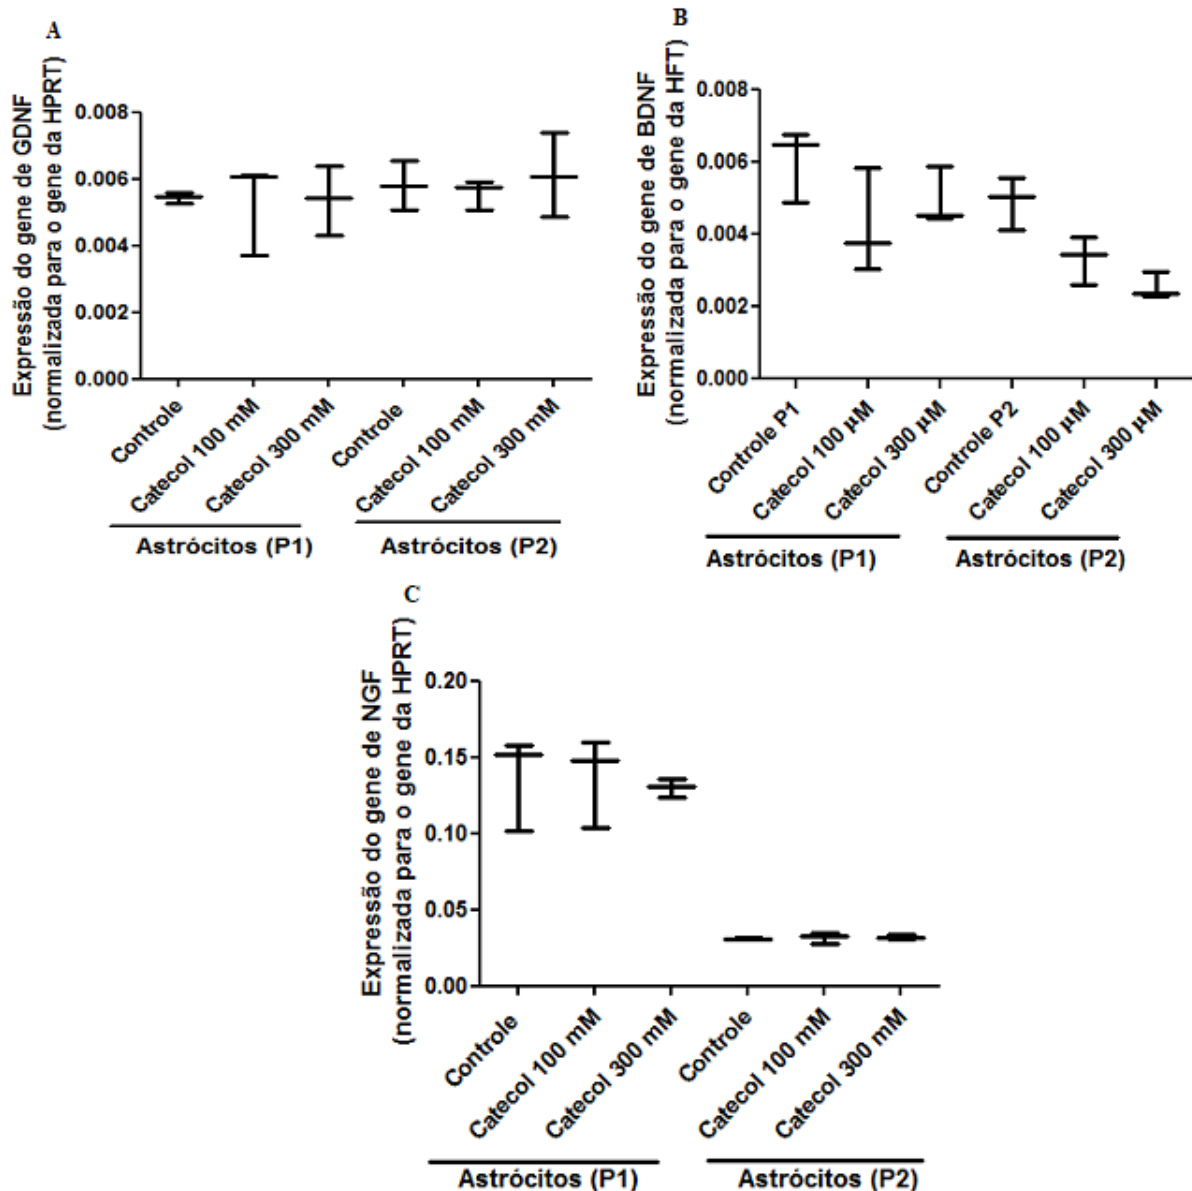 A
Expressão do gene de GDNF
(normalizada para o gene da HPRT)
0.008
0.006
0.004
0.002
0.000
Controle
Catecol 100 mM
Catecol 300 mM
Controle
Catecol 100 mM
Catecol 300 mM
Astrócitos (P1)
Astrócitos (P2)
B
Expressão do gene de BDNF
(normalizada para o gene da HFT)
0.008
0.006
0.004
0.002
0.000
Controle P1
Catecol 100 µM
Catecol 300 µM
Controle P2
Catecol 100 µM
Catecol 300 µM
Astrócitos (P1)
Astrócitos (P2)
C
Expressão do gene de NGF
(normalizada para o gene da HPRT)
0.20
0.15
0.10
0.05
0.00
Controle
Catecol 100 mM
Catecol 300 mM
Controle
Catecol 100 mM
Catecol 300 mM
Astrócitos (P1)
Astrócitos (P2)